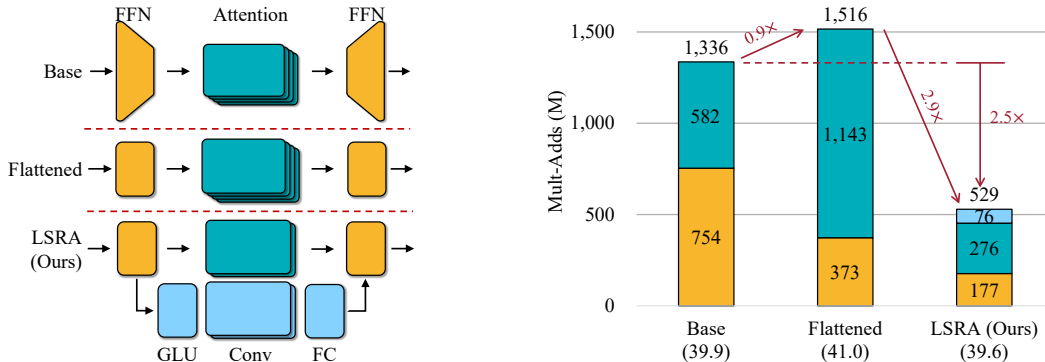 FFN Attention FFN
Base
Flattened
LSRA
(Ours)
GLU Conv FC
Mult-Adds (M)
1,500
1,000
500
0
1,336
582
754
0.9×
1,516
1,143
373
2.9×
2.5×
529
76
276
177
Base Flattened LSRA (Ours)
(39.9) (41.0) (39.6)